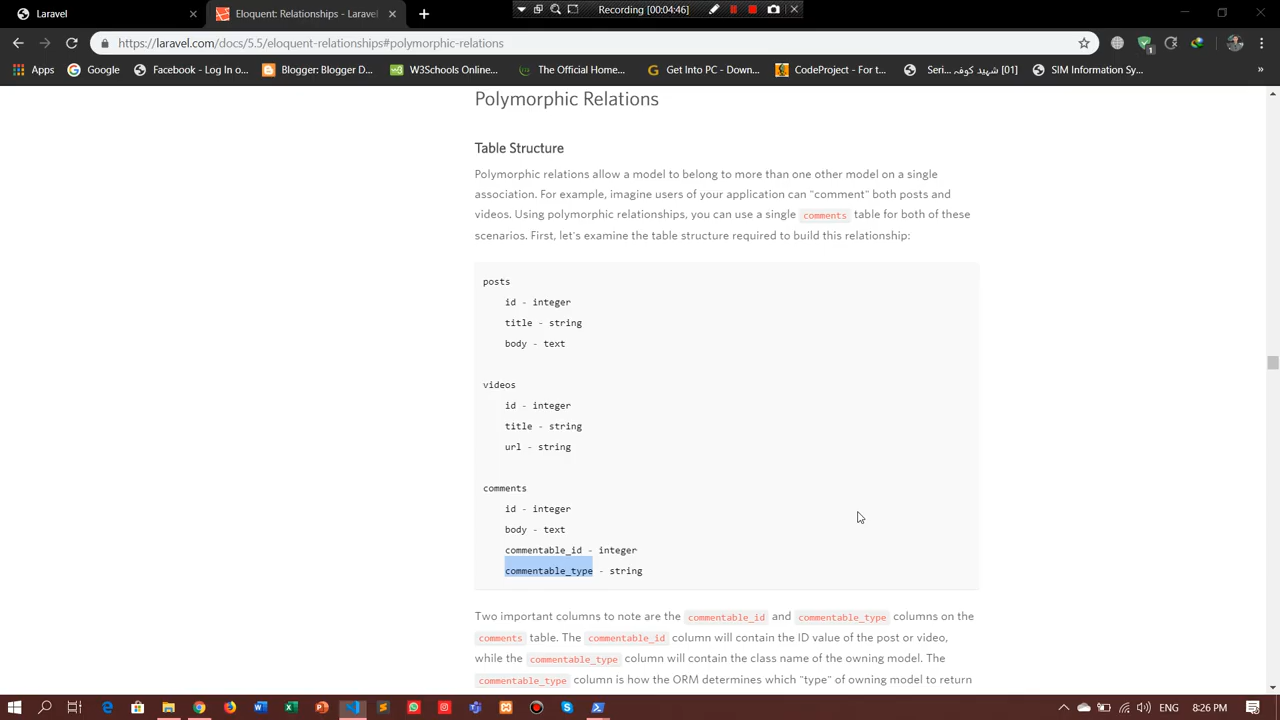 Laravel
Eloquent: Relationships - Laravel
Recording (00:04:46)
https://laravel.com/docs/5.5/eloquent-relationships#polymorphic-relations
Apps
Google
Facebook - Log In o...
Blogger: Blogger D...
W3Schools Online...
International Frien...
Get Into PC - Down...
CodeProject - For t...
Seri... شهید کوفہ [01]
SIM Information Sy...
»
Polymorphic Relations
Table Structure
Polymorphic relations allow a model to belong to more than one other model on a single
association. For example, imagine users of your application can "comment" both posts and
videos. Using polymorphic relationships, you can use a single comments table for both of these
scenarios. First, let's examine the table structure required to build this relationship:
posts
id - integer
title - string
body - text
videos
id - integer
title - string
url - string
comments
id - integer
body - text
commentable_id - integer
commentable_type - string
Two important columns to note are the commentable_id and commentable_type columns on the
comments table. The commentable_id column will contain the ID value of the post or video,
while the commentable_type column will contain the class name of the owning model. The
commentable_type column is how the ORM determines which "type" of owning model to return
ENG
8:26 PM